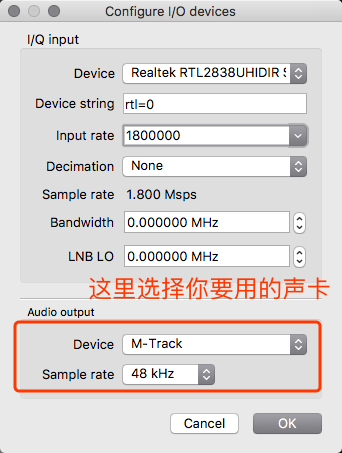 Configure I/O devices
I/Q input
Device Realtek RTL2838UHIDIR S
Device string rtl=0
Input rate 1800000
Decimation None
Sample rate 1.800 Msps
Bandwidth 0.000000 MHz
LNB LO 0.000000 MHz
这里选择你要用的声卡
Audio output
Device M-Track
Sample rate 48 kHz
Cancel OK